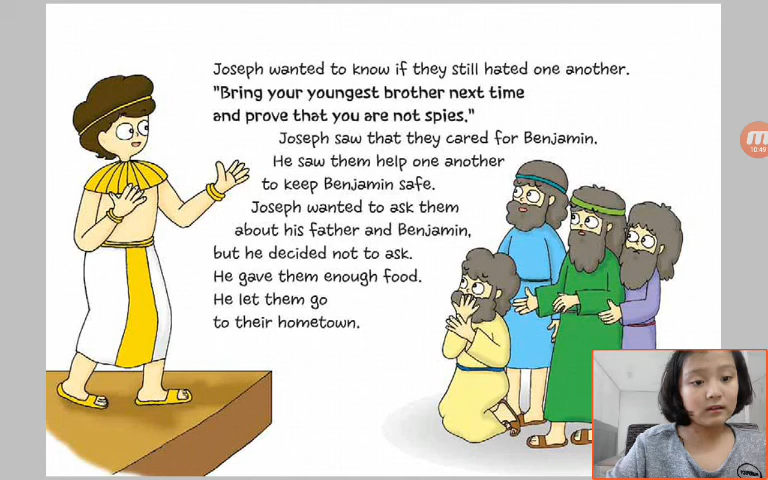 Joseph wanted to know if they still hated one another.
"Bring your youngest brother next time
and prove that you are not spies."
Joseph saw that they cared for Benjamin.
He saw them help one another
to keep Benjamin safe.
Joseph wanted to ask them
about his father and Benjamin,
but he decided not to ask.
He gave them enough food.
He let them go
to their hometown.
10:49